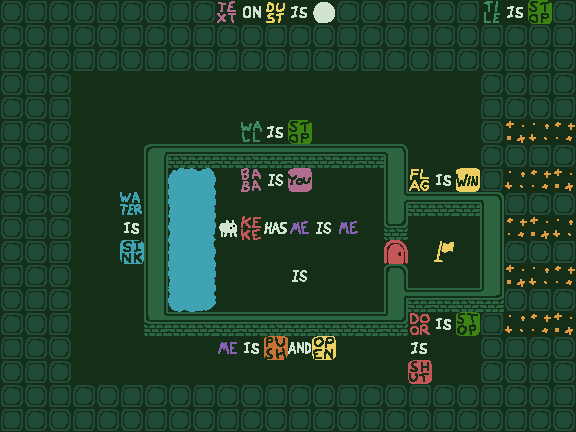 TEXT ON DUST IS
TILE IS STOP
WALL IS STOP
BABA IS YOU
FLAG IS WIN
WATER IS SINK
KEKE HAS ME IS ME
IS
DOOR IS STOP
ME IS PUSH AND OPEN
IS
SHUT